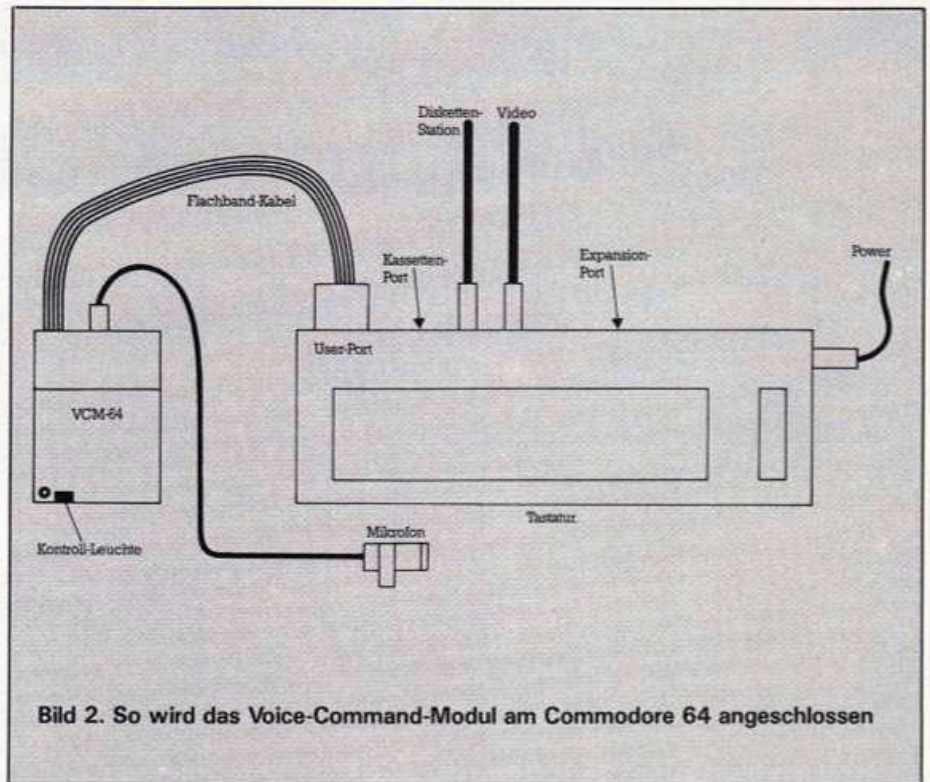 Disketten-
Station
Video
Flachband-Kabel
Kassetten-
Port
Expansion-
Port
Power
User-Port
VCM-64
Tastatur
Mikrofon
Kontroll-Leuchte
Bild 2. So wird das Voice-Command-Modul am Commodore 64 angeschlossen